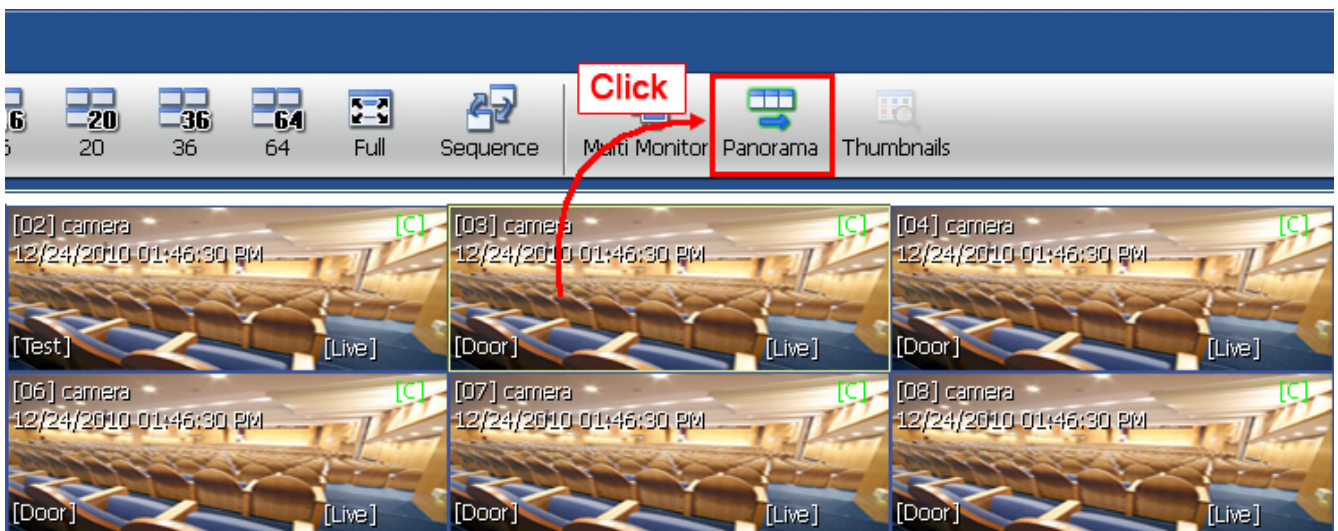 Click
6 20 36 64
6 20 36 64 Full Sequence Multi Monitor Panorama Thumbnails
[02] camera [C] [03] camera [C] [04] camera [C]
12/24/2010 01:46:30 PM 12/24/2010 01:46:30 PM 12/24/2010 01:46:30 PM
[Test] [Live] [Door] [Live] [Door] [Live]
[06] camera [C] [07] camera [C] [08] camera [C]
12/24/2010 01:46:30 PM 12/24/2010 01:46:30 PM 12/24/2010 01:46:30 PM
[Door] [Live] [Door] [Live] [Door] [Live]